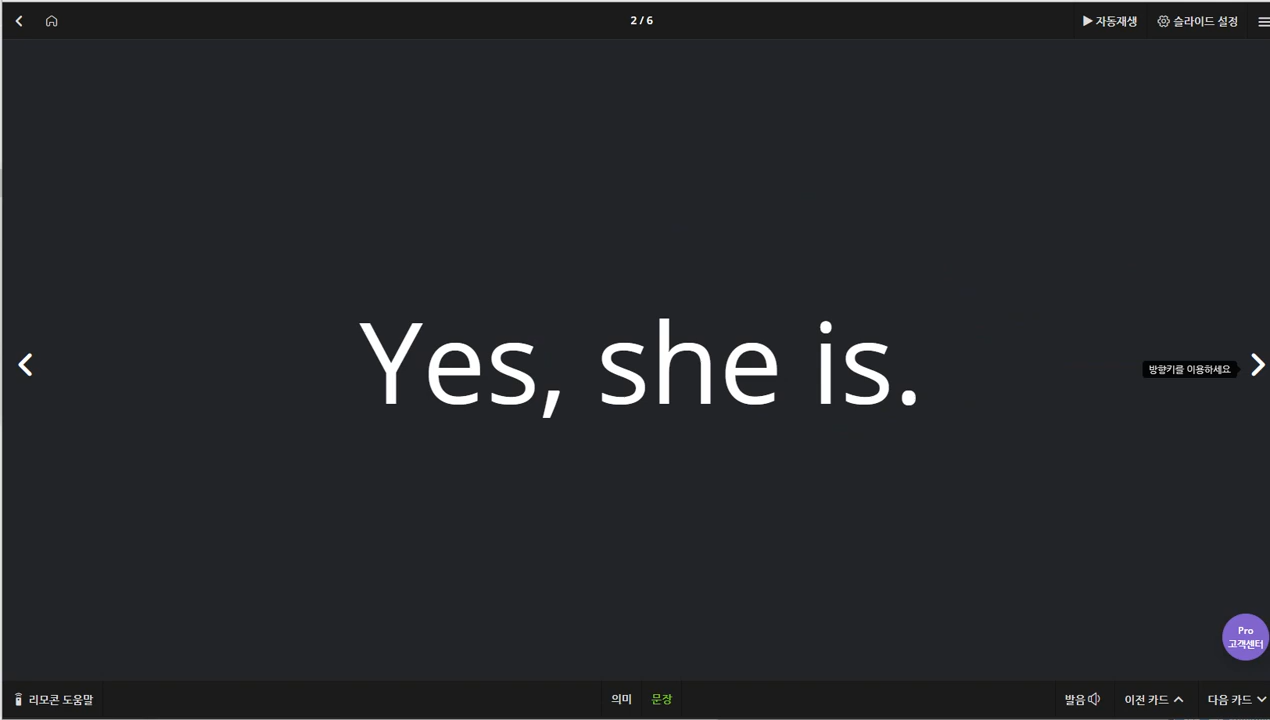 2 / 6
자동재생
슬라이드 설정
Yes, she is.
방향키를 이용하세요
Pro
고객센터
리모콘 도움말
의미
문장
발음
이전 카드
다음 카드